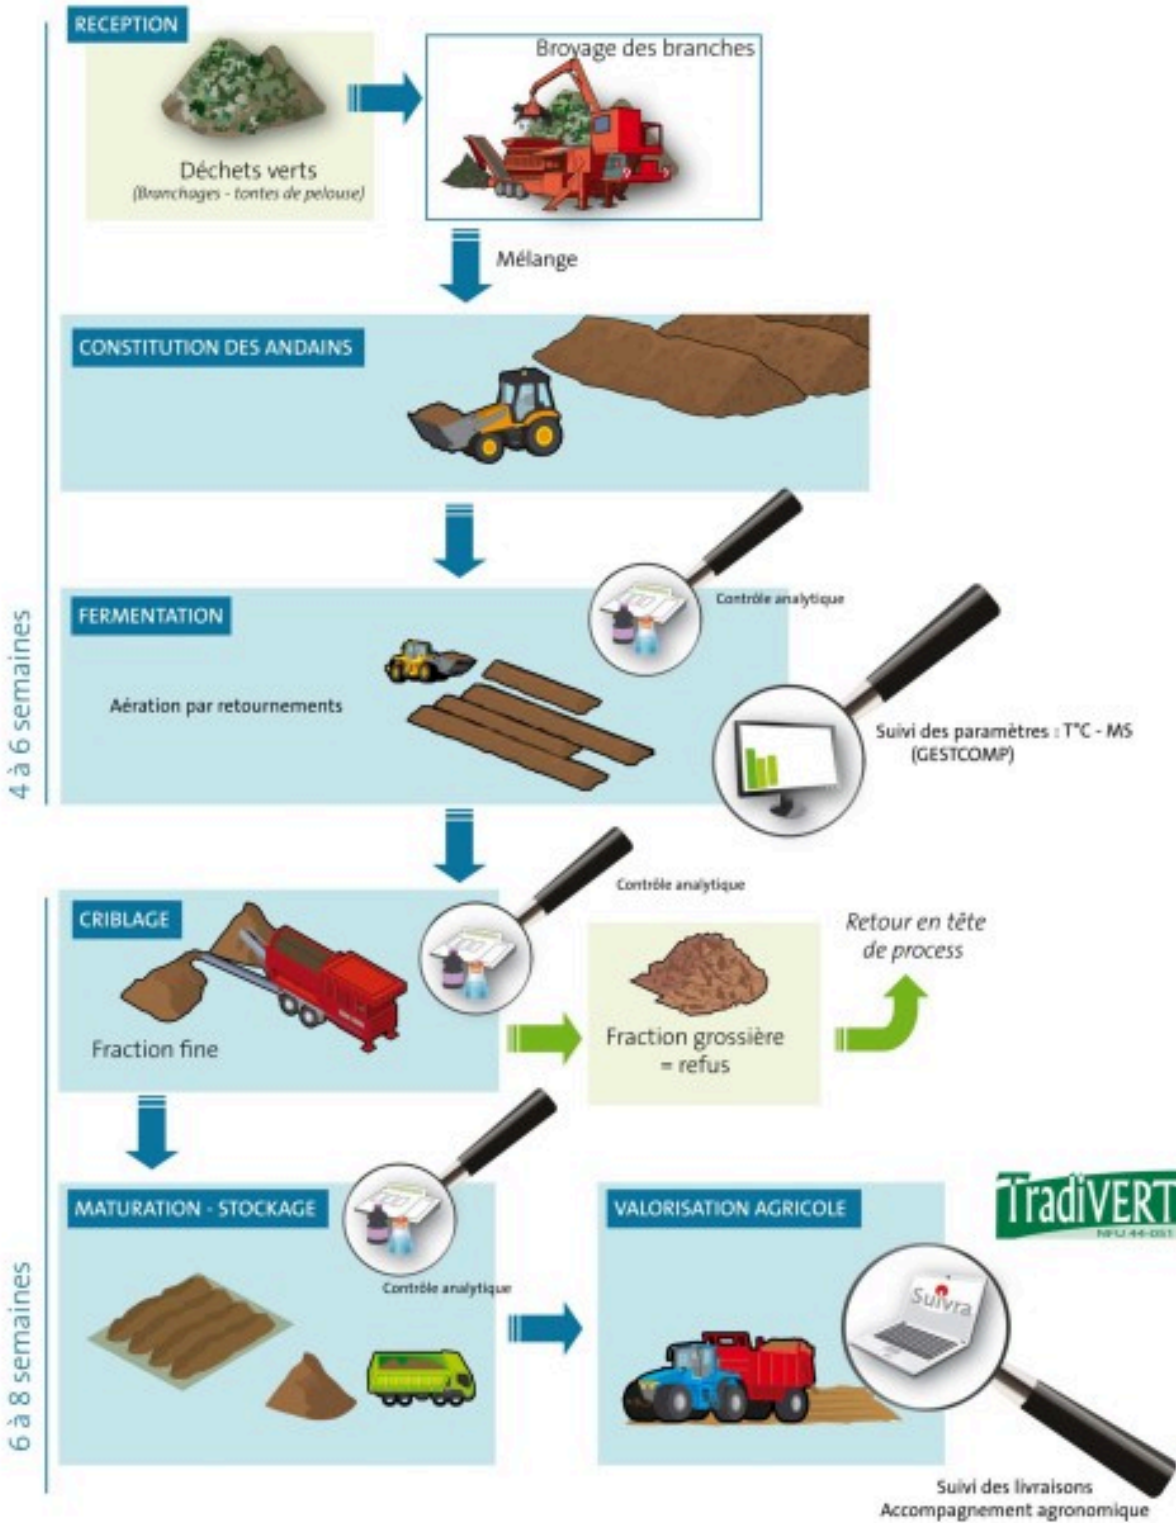 RECEPTION
Broyage des branches
Déchets verts
(Branchages - tontes de pelouse)
Mélange
CONSTITUTION DES ANDAINS
FERMENTATION
Contrôle analytique
Aération par retournements
Suivi des paramètres : T°C - MS
(GESTCOMP)
4 à 6 semaines
CRIBLAGE
Contrôle analytique
Retour en tête
de process
Fraction fine
Fraction grossière
= refus
MATURATION - STOCKAGE
Contrôle analytique
VALORISATION AGRICOLE
TradiVERT
NFU 44-051
Suivra
6 à 8 semaines
Suivi des livraisons
Accompagnement agronomique